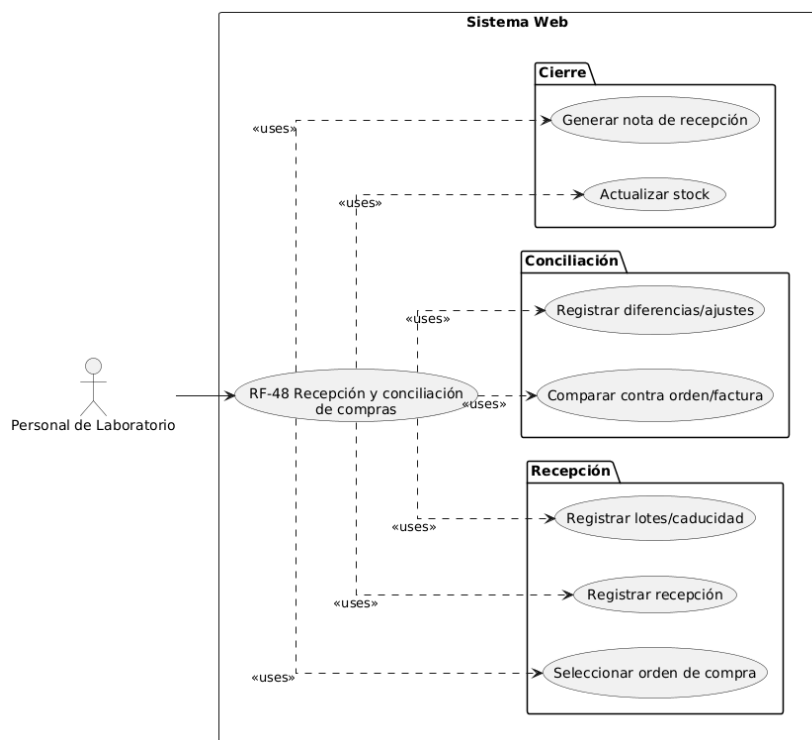 Sistema Web
Cierre
«uses»
Generar nota de recepción
«uses»
Actualizar stock
Conciliación
«uses»
Registrar diferencias/ajustes
Personal de Laboratorio
RF-48 Recepción y conciliación
de compras
«uses»
Comparar contra orden/factura
Recepción
«uses»
Registrar lotes/caducidad
«uses»
Registrar recepción
«uses»
Seleccionar orden de compra